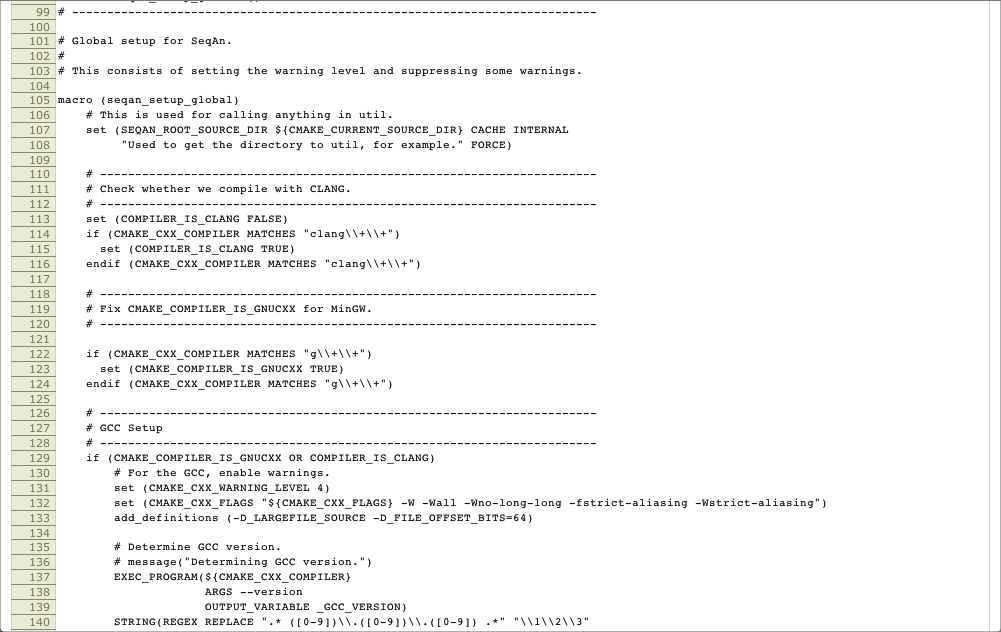 99 # -----------------------------------------------------------------------
100
101 # Global setup for SeqAn.
102 #
103 # This consists of setting the warning level and suppressing some warnings.
104
105 macro (seqan_setup_global)
106     # This is used for calling anything in util.
107     set (SEQAN_ROOT_SOURCE_DIR ${CMAKE_CURRENT_SOURCE_DIR} CACHE INTERNAL
108          "Used to get the directory to util, for example." FORCE)
109
110     # -----------------------------------------------------------------------
111     # Check whether we compile with CLANG.
112     # -----------------------------------------------------------------------
113     set (COMPILER_IS_CLANG FALSE)
114     if (CMAKE_CXX_COMPILER MATCHES "clang\\+\\+")
115       set (COMPILER_IS_CLANG TRUE)
116     endif (CMAKE_CXX_COMPILER MATCHES "clang\\+\\+")
117
118     # -----------------------------------------------------------------------
119     # Fix CMAKE_COMPILER_IS_GNUCXX for MinGW.
120     # -----------------------------------------------------------------------
121
122     if (CMAKE_CXX_COMPILER MATCHES "g\\+\\+")
123       set (CMAKE_COMPILER_IS_GNUCXX TRUE)
124     endif (CMAKE_CXX_COMPILER MATCHES "g\\+\\+")
125
126     # -----------------------------------------------------------------------
127     # GCC Setup
128     # -----------------------------------------------------------------------
129     if (CMAKE_COMPILER_IS_GNUCXX OR COMPILER_IS_CLANG)
130         # For the GCC, enable warnings.
131         set (CMAKE_CXX_WARNING_LEVEL 4)
132         set (CMAKE_CXX_FLAGS "${CMAKE_CXX_FLAGS} -W -Wall -Wno-long-long -fstrict-aliasing -Wstrict-aliasing")
133         add_definitions (-D_LARGEFILE_SOURCE -D_FILE_OFFSET_BITS=64)
134
135         # Determine GCC version.
136         # message("Determining GCC version.")
137         EXEC_PROGRAM(${CMAKE_CXX_COMPILER}
138                      ARGS --version
139                      OUTPUT_VARIABLE _GCC_VERSION)
140         STRING(REGEX REPLACE ".* ([0-9])\\.([0-9])\\.([0-9]) .*" "\\1\\2\\3"